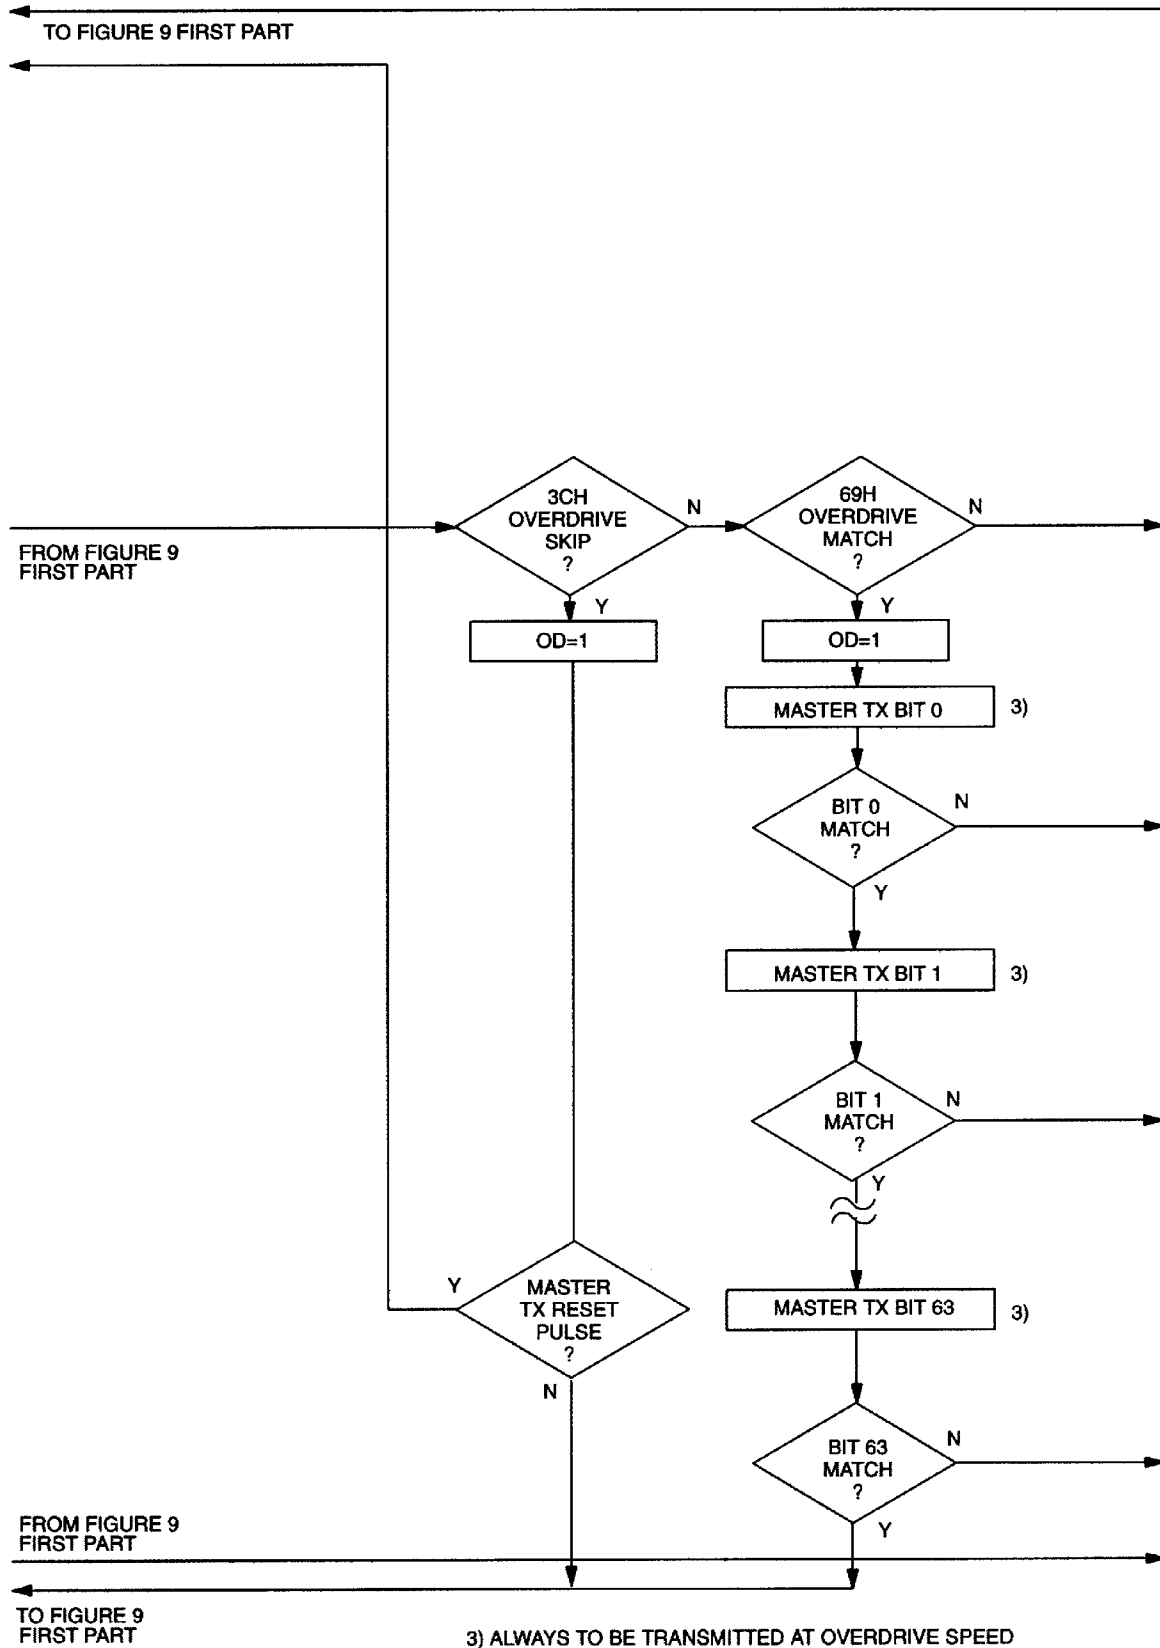 TO FIGURE 9 FIRST PART
3CH
OVERDRIVE
SKIP
?
N
69H
OVERDRIVE
MATCH
?
N
FROM FIGURE 9
FIRST PART
Y
Y
OD=1
OD=1
MASTER TX BIT 0
3)
BIT 0
MATCH
?
N
Y
MASTER TX BIT 1
3)
BIT 1
MATCH
?
N
Y
Y
MASTER
TX RESET
PULSE
?
N
MASTER TX BIT 63
3)
BIT 63
MATCH
?
N
Y
FROM FIGURE 9
FIRST PART
TO FIGURE 9
FIRST PART
3) ALWAYS TO BE TRANSMITTED AT OVERDRIVE SPEED